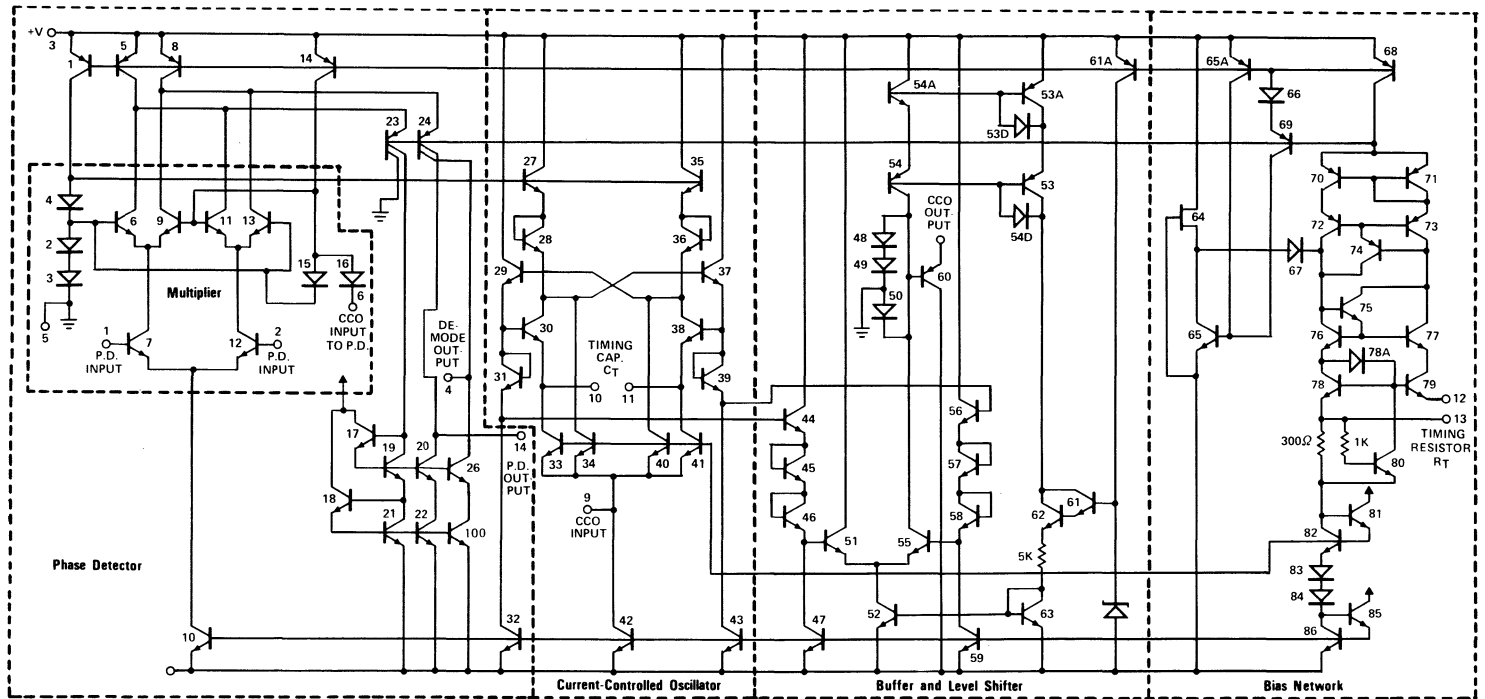 +V
3
5
8
14
1
4
2
3
6
9
11
13
15
16
6
CCO
INPUT
TO P.D.
Multiplier
5
1
P.D.
INPUT
7
12
2
P.D.
INPUT
23
24
DE-
MODE
OUT-
PUT
4
17
19
20
26
18
21
22
100
14
P.D.
OUT-
PUT
Phase Detector
10
27
35
28
36
29
37
30
38
31
39
TIMING
CAP.
CT
10
11
33
34
40
41
9
CCO
INPUT
32
42
43
Current-Controlled Oscillator
54A
53A
53D
54
53
54D
CCO
OUT-
PUT
48
49
50
60
61A
44
45
46
56
57
58
51
55
62
61
5K
52
63
47
59
Buffer and Level Shifter
65A
68
66
69
70
71
64
72
73
74
67
75
65
76
77
78A
78
79
12
13
TIMING
RESISTOR
RT
300Ω
1K
80
81
82
83
84
85
86
Bias Network